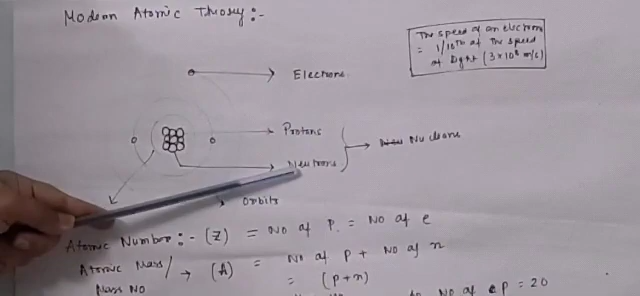 Modern Atomic Theory:-
The speed of an electron
= 1/10th of the speed
of light (3×10⁸ m/s)
Electrons
Protons
Neutrons
Nucleons
Orbits
Atomic Number:- (Z) = No of P. = No of e
Atomic Mass/
Mass No
→ (A) = No of P + No of n
= (p+n)
No of p = 20